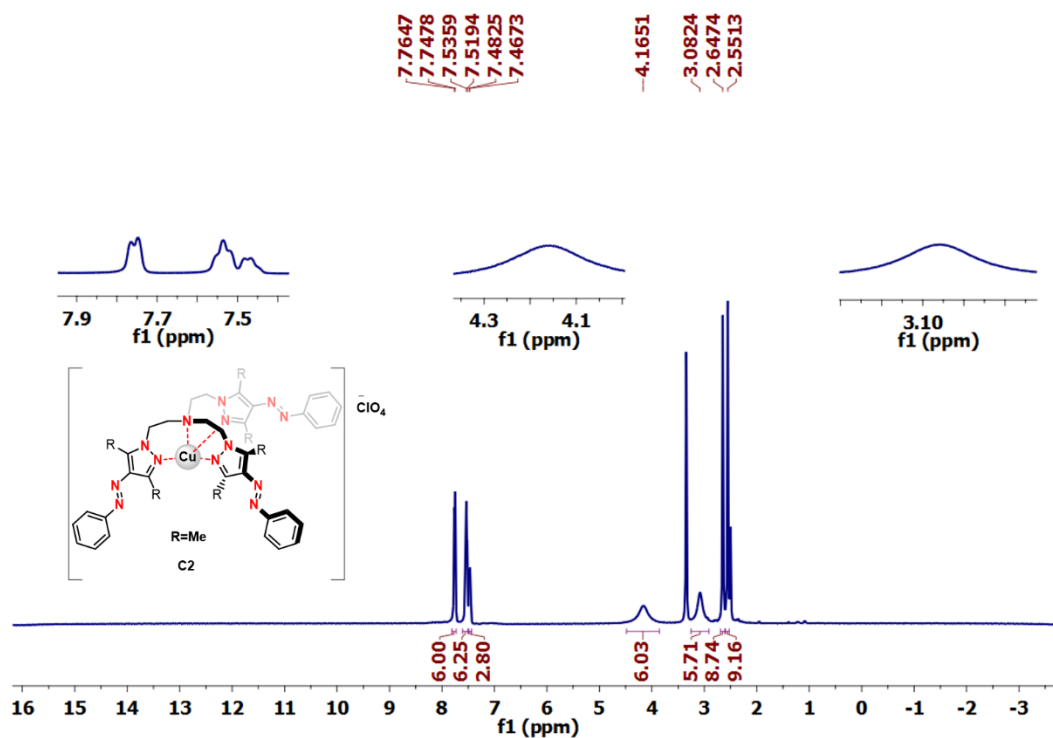 7.7647
7.7478
7.5359
7.5194
7.4825
7.4673
4.1651
3.0824
2.6474
2.5513
7.9 7.7 7.5
f1 (ppm)
4.3 4.1
f1 (ppm)
3.10
f1 (ppm)
R
N
N
N
N
R
ClO4
–
N
R
N
N
R
Cu
N
N
R
R
R
N
N
N
N
R=Me
C2
6.00
6.25
2.80
6.03
5.71
8.74
9.16
16 15 14 13 12 11 10 9 8 7 6 5 4 3 2 1 0 -1 -2 -3
f1 (ppm)